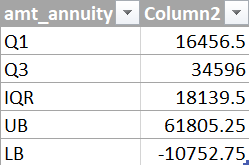 amt_annuity Column2
Q1 16456.5
Q3 34596
IQR 18139.5
UB 61805.25
LB -10752.75